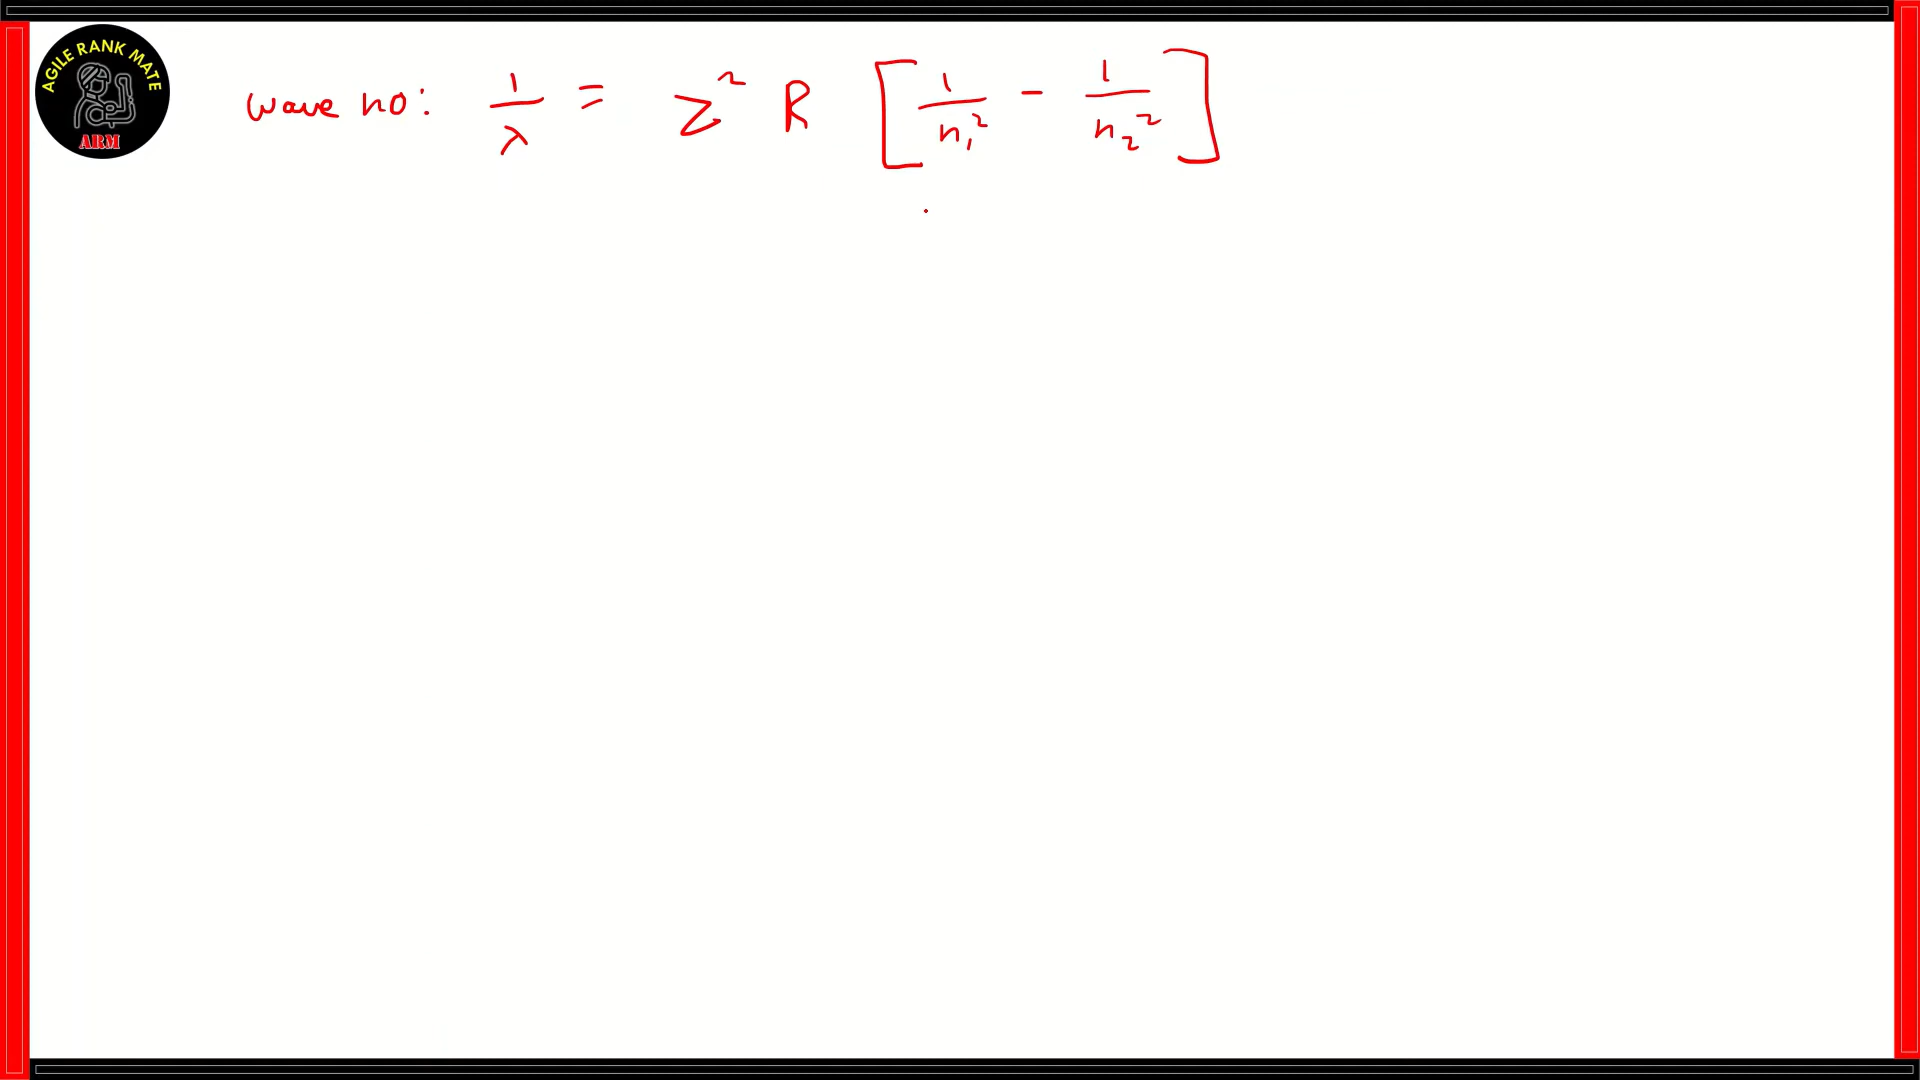 AGILE RANK MATE
ARM
wave no: 1/λ = Z² R [1/n₁² - 1/n₂²]